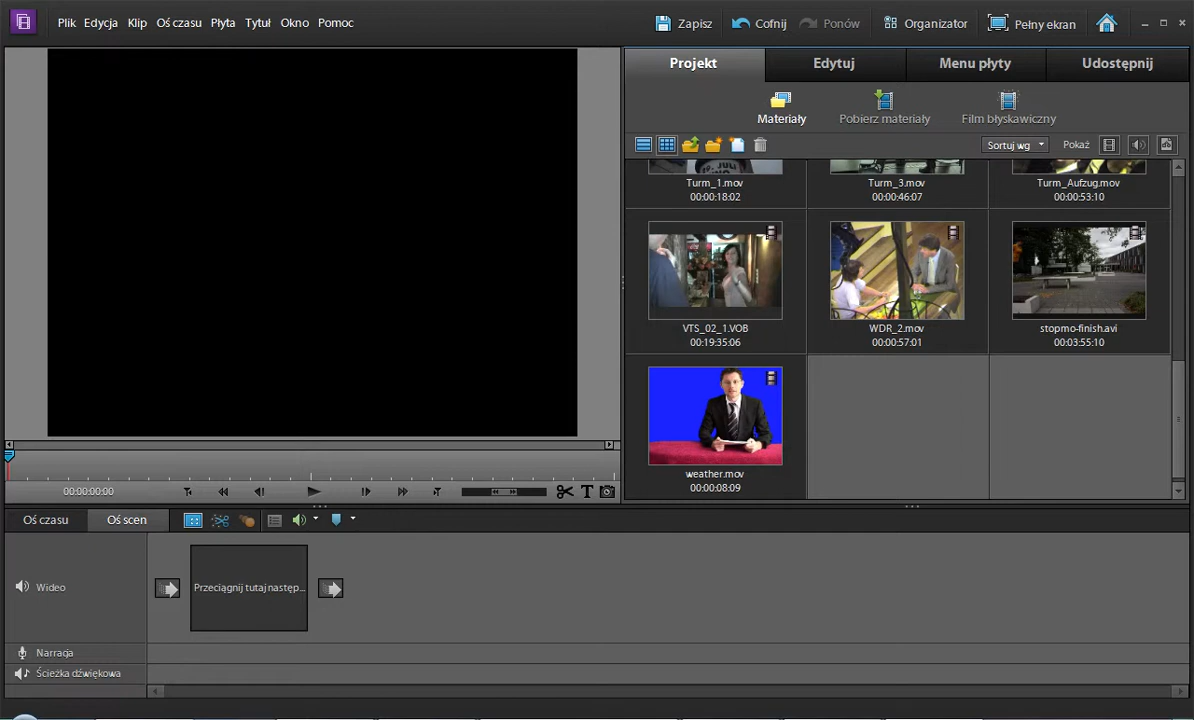 Plik Edycja Klip Oś czasu Płyta Tytuł Okno Pomoc
Zapisz Cofnij Ponów Organizator Pełny ekran
Projekt Edytuj Menu płyty Udostępnij
Materiały Pobierz materiały Film błyskawiczny
Sortuj wg Pokaż
Turm_1.mov Turm_3.mov Turm_Aufzug.mov
00:00:18:02 00:00:46:07 00:00:53:10
VTS_02_1.VOB WDR_2.mov stopmo-finish.avi
00:19:35:06 00:00:57:01 00:03:55:10
weather.mov
00:00:08:09
00:00:00:00
Oś czasu Oś scen
Wideo Przeciągnij tutaj następ...
Narracja
Ścieżka dźwiękowa